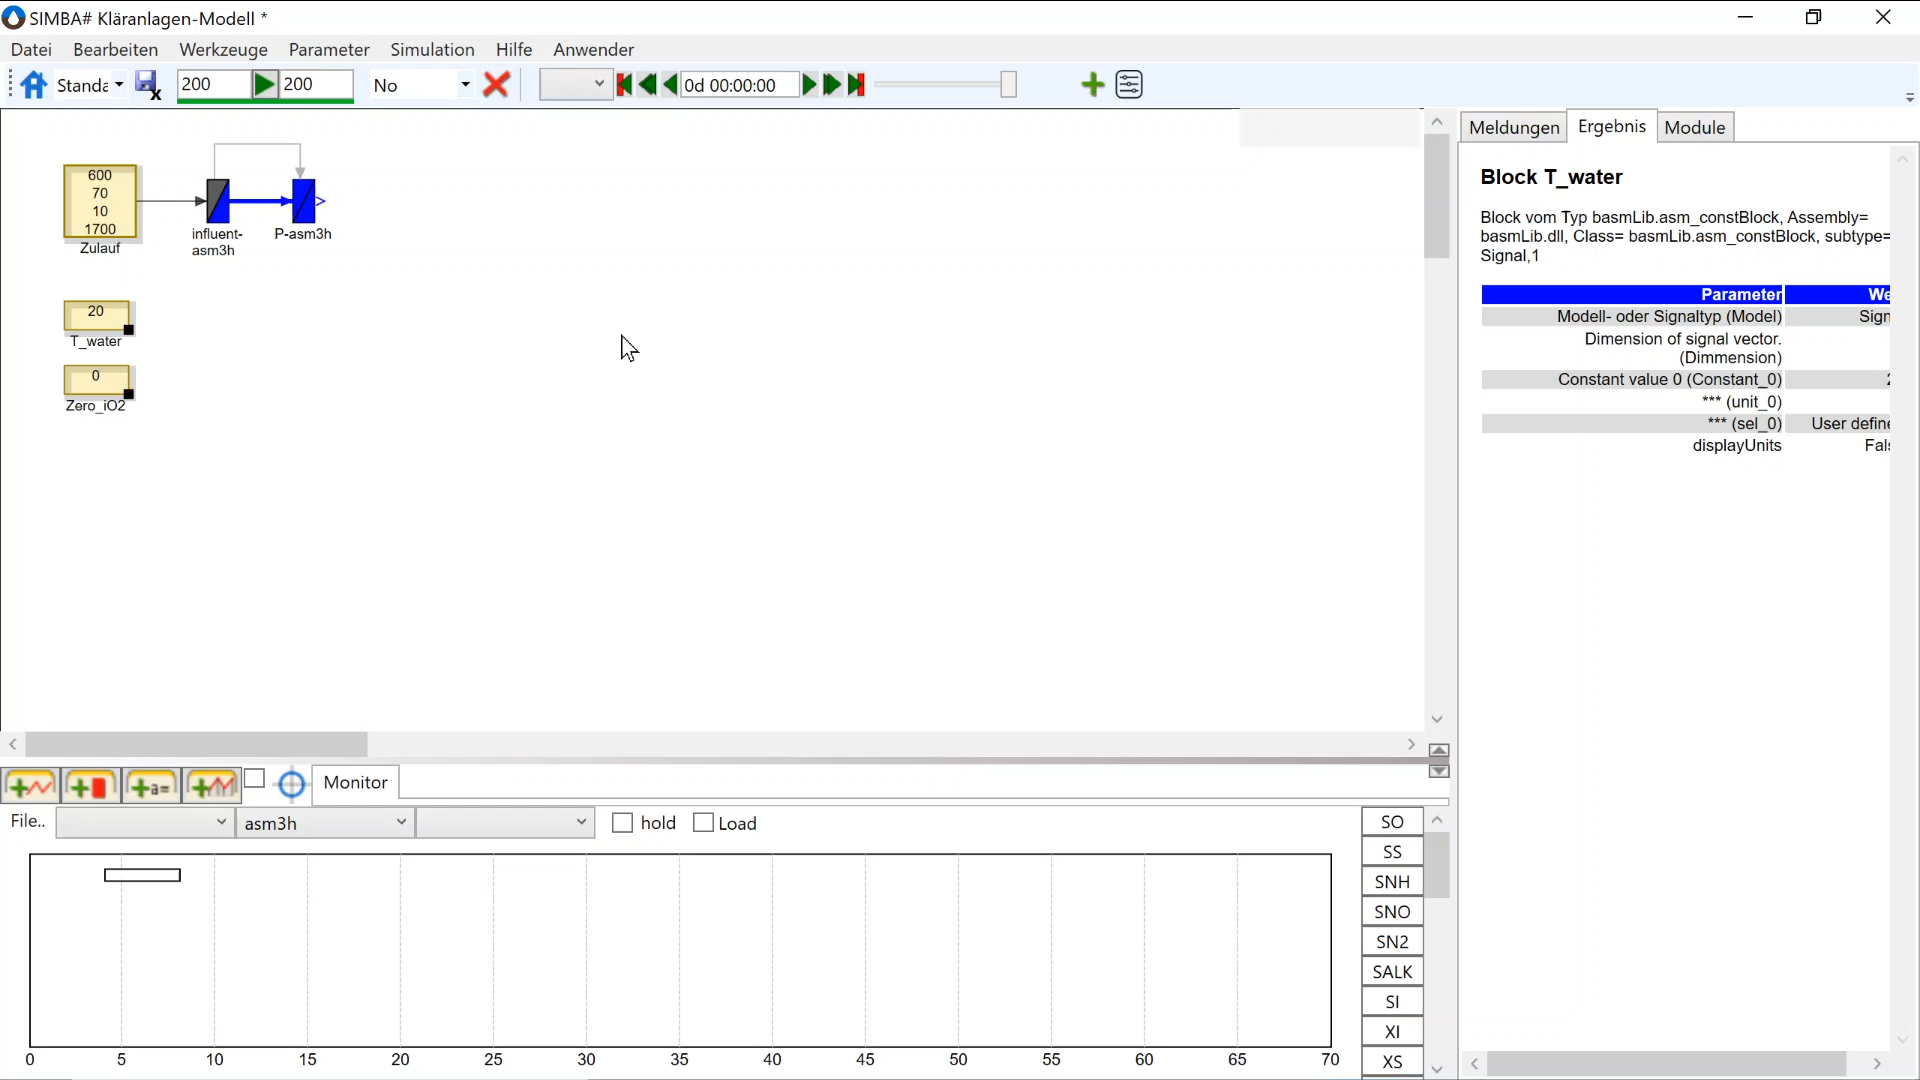 SIMBA# Kläranlagen-Modell *
Datei Bearbeiten Werkzeuge Parameter Simulation Hilfe Anwender
Standa 200 200 No 0d 00:00:00
Meldungen Ergebnis Module
600
70
10
1700
Zulauf
influent-
asm3h
P-asm3h
20
T_water
0
Zero_iO2
Block T_water
Block vom Typ basmLib.asm_constBlock, Assembly=
basmLib.dll, Class= basmLib.asm_constBlock, subtype=
Signal,1
Parameter We
Modell- oder Signaltyp (Model) Sign
Dimension of signal vector.
(Dimmension)
Constant value 0 (Constant_0) 2
*** (unit_0)
*** (sel_0) User define
displayUnits Fals
a= Monitor
File.. asm3h hold Load
SO
SS
SNH
SNO
SN2
SALK
SI
XI
XS
0 5 10 15 20 25 30 35 40 45 50 55 60 65 70